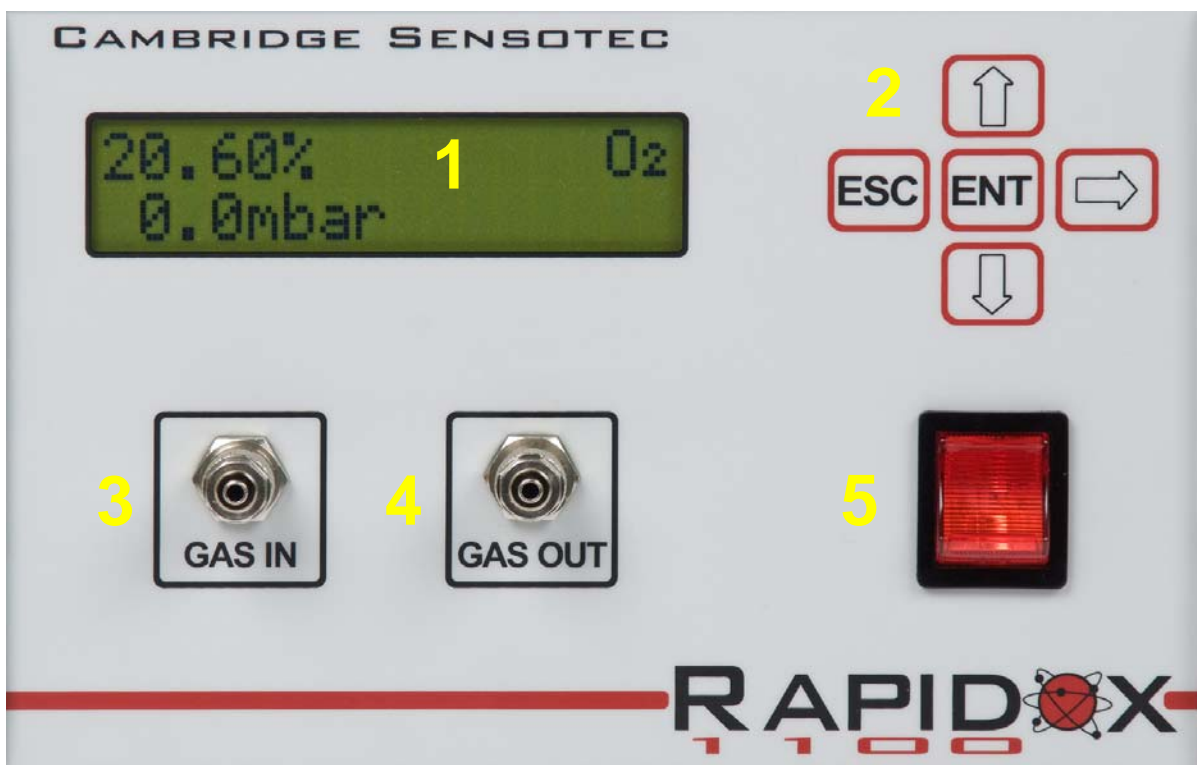 CAMBRIDGE SENSOTEC
20.60% 1 O2
0.0mbar
2
ESC ENT
3
GAS IN
4
GAS OUT
5
RAPIDOX
1100